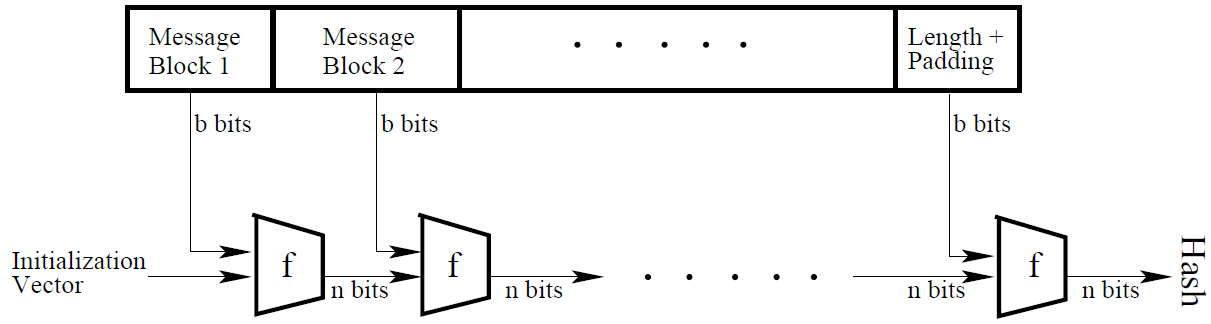 Message
Block 1
Message
Block 2
Length +
Padding
b bits
b bits
b bits
Initialization
Vector
f
n bits
f
n bits
n bits
f
n bits
Hash